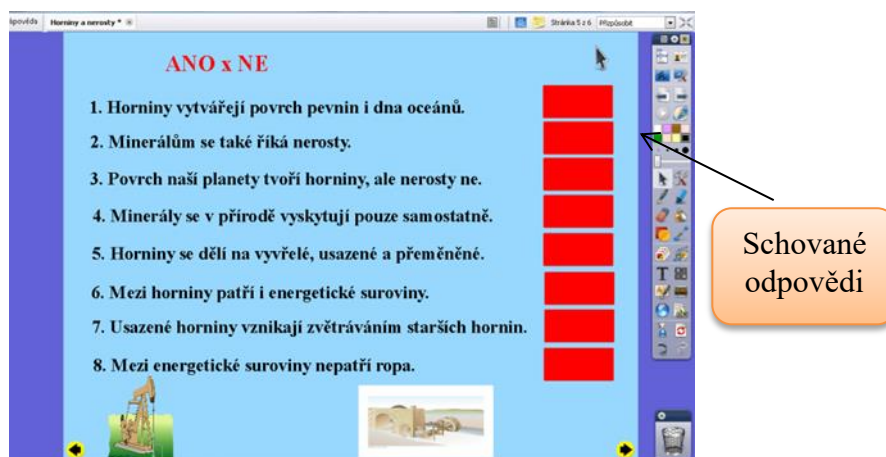 ápověda Horniny a nerosty * Stránka 5 z 6 Přizpůsobit
ANO x NE
1. Horniny vytvářejí povrch pevnin i dna oceánů.
2. Minerálům se také říká nerosty.
3. Povrch naší planety tvoří horniny, ale nerosty ne.
4. Minerály se v přírodě vyskytují pouze samostatně.
5. Horniny se dělí na vyvřelé, usazené a přeměněné.
6. Mezi horniny patří i energetické suroviny.
7. Usazené horniny vznikají zvětráváním starších hornin.
8. Mezi energetické suroviny nepatří ropa.
Schované
odpovědi